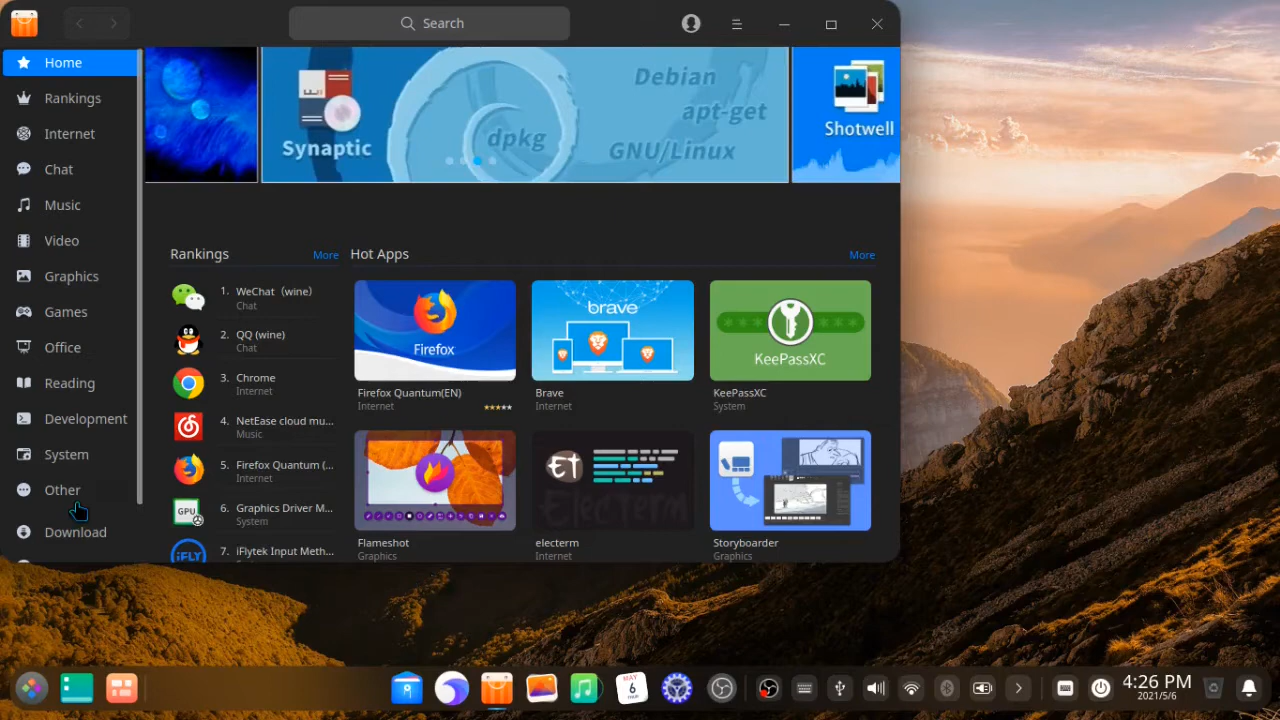 Search
Home
Rankings
Internet
Chat
Music
Video
Graphics
Games
Office
Reading
Development
System
Other
Download
Synaptic
dpkg
Debian
apt-get
GNU/Linux
Shotwell
Rankings
More
1. WeChat（wine）
Chat
2. QQ (wine)
Chat
3. Chrome
Internet
4. NetEase cloud mu...
Music
5. Firefox Quantum (...
Internet
6. Graphics Driver M...
System
7. iFlytek Input Meth...
GPU
iFLY
Hot Apps
More
Firefox
Firefox Quantum(EN)
Internet
brave
Brave
Internet
KeePassXC
KeePassXC
System
Flameshot
Graphics
et
Electerm
electerm
Internet
Storyboarder
Graphics
MAY
6
4:26 PM
2021/5/6